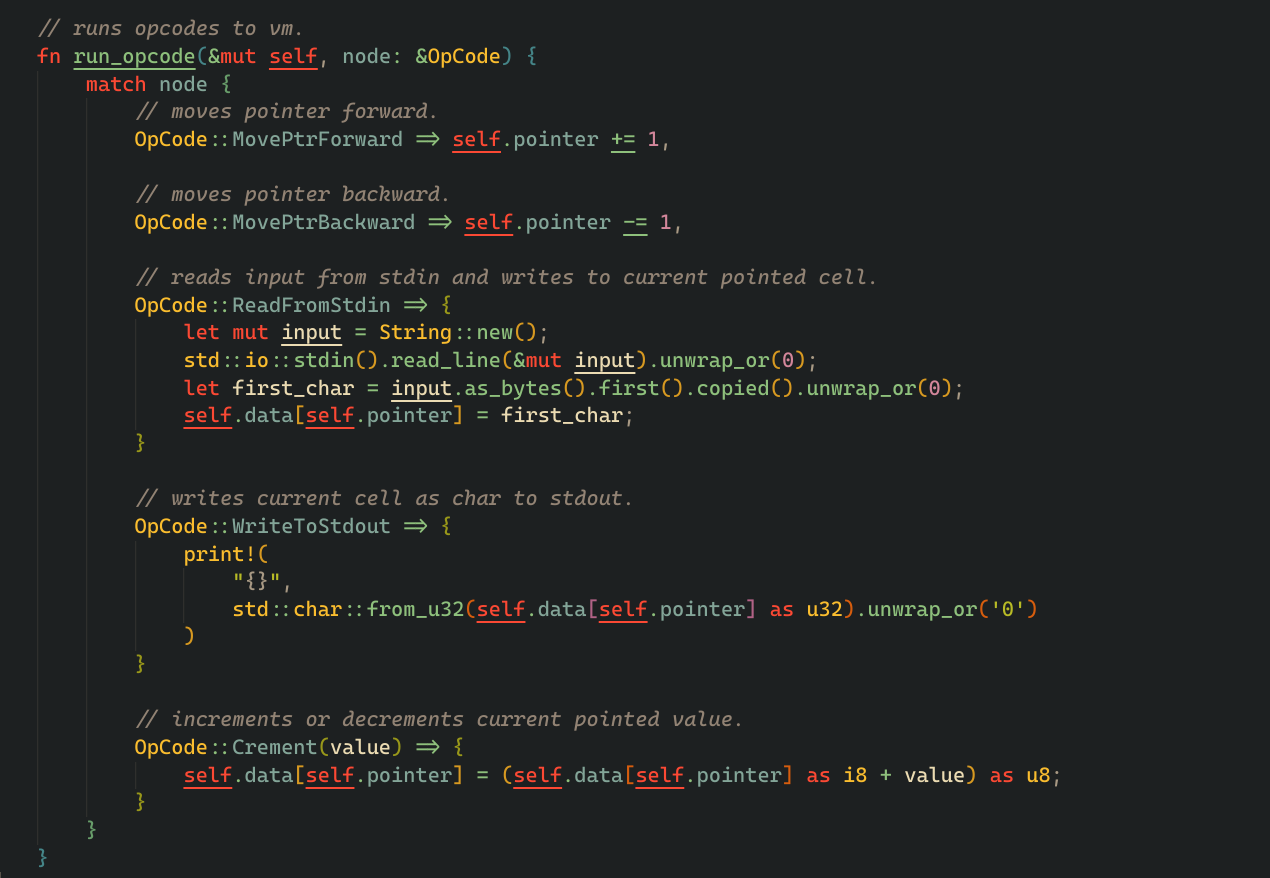 // runs opcodes to vm.
fn run_opcode(&mut self, node: &OpCode) {
    match node {
        // moves pointer forward.
        OpCode::MovePtrForward => self.pointer += 1,

        // moves pointer backward.
        OpCode::MovePtrBackward => self.pointer -= 1,

        // reads input from stdin and writes to current pointed cell.
        OpCode::ReadFromStdin => {
            let mut input = String::new();
            std::io::stdin().read_line(&mut input).unwrap_or(0);
            let first_char = input.as_bytes().first().copied().unwrap_or(0);
            self.data[self.pointer] = first_char;
        }

        // writes current cell as char to stdout.
        OpCode::WriteToStdout => {
            print!(
                "{}",
                std::char::from_u32(self.data[self.pointer] as u32).unwrap_or('0')
            )
        }

        // increments or decrements current pointed value.
        OpCode::Crement(value) => {
            self.data[self.pointer] = (self.data[self.pointer] as i8 + value) as u8;
        }
    }
}